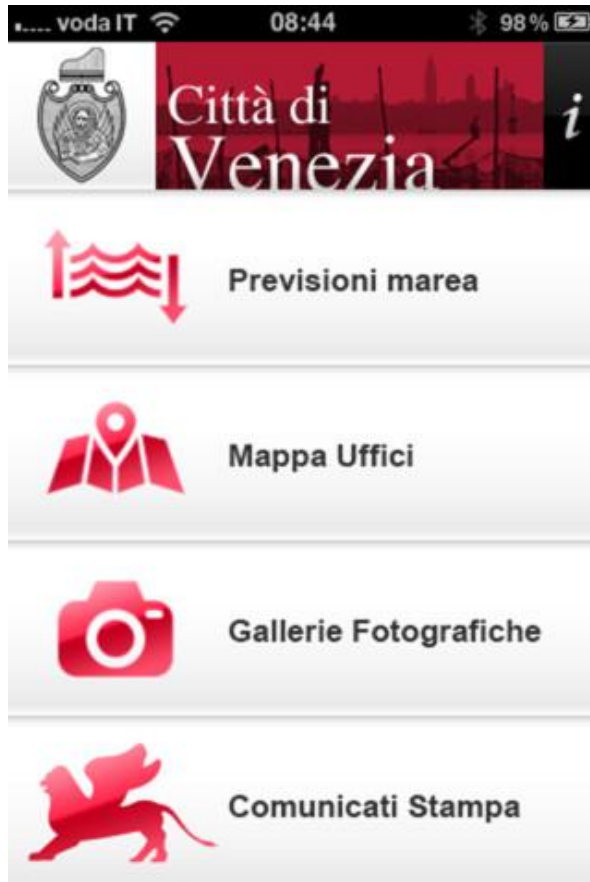 voda IT 08:44 98%
Città di
Venezia
i
Previsioni marea
Mappa Uffici
Gallerie Fotografiche
Comunicati Stampa